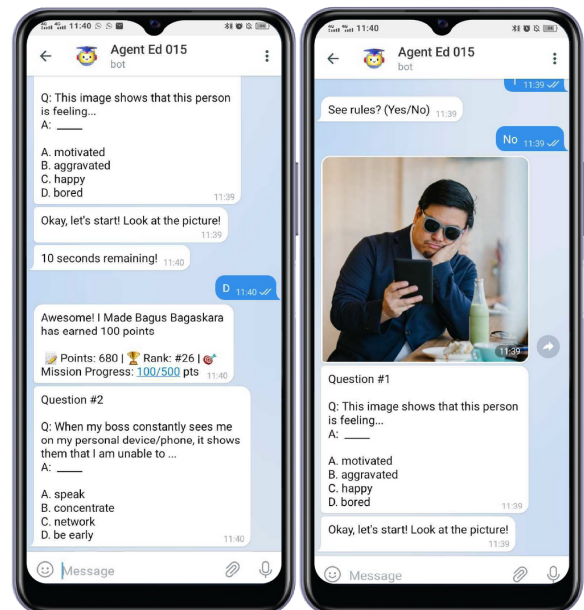 11:40
Agent Ed 015
bot
Q: This image shows that this person
is feeling...
A: ____
A. motivated
B. aggravated
C. happy
D. bored
11:39
Okay, let's start! Look at the picture!
11:39
10 seconds remaining! 11:40
D 11:40
Awesome! I Made Bagus Bagaskara
has earned 100 points
Points: 680 | Rank: #26 |
Mission Progress: 100/500 pts 11:40
Question #2
Q: When my boss constantly sees me
on my personal device/phone, it shows
them that I am unable to ...
A: ____
A. speak
B. concentrate
C. network
D. be early
11:40
Message
11:40
Agent Ed 015
bot
11:39
See rules? (Yes/No) 11:39
No 11:39
11:39
Question #1
Q: This image shows that this person
is feeling...
A: ____
A. motivated
B. aggravated
C. happy
D. bored
11:39
Okay, let's start! Look at the picture!
11:39
Message